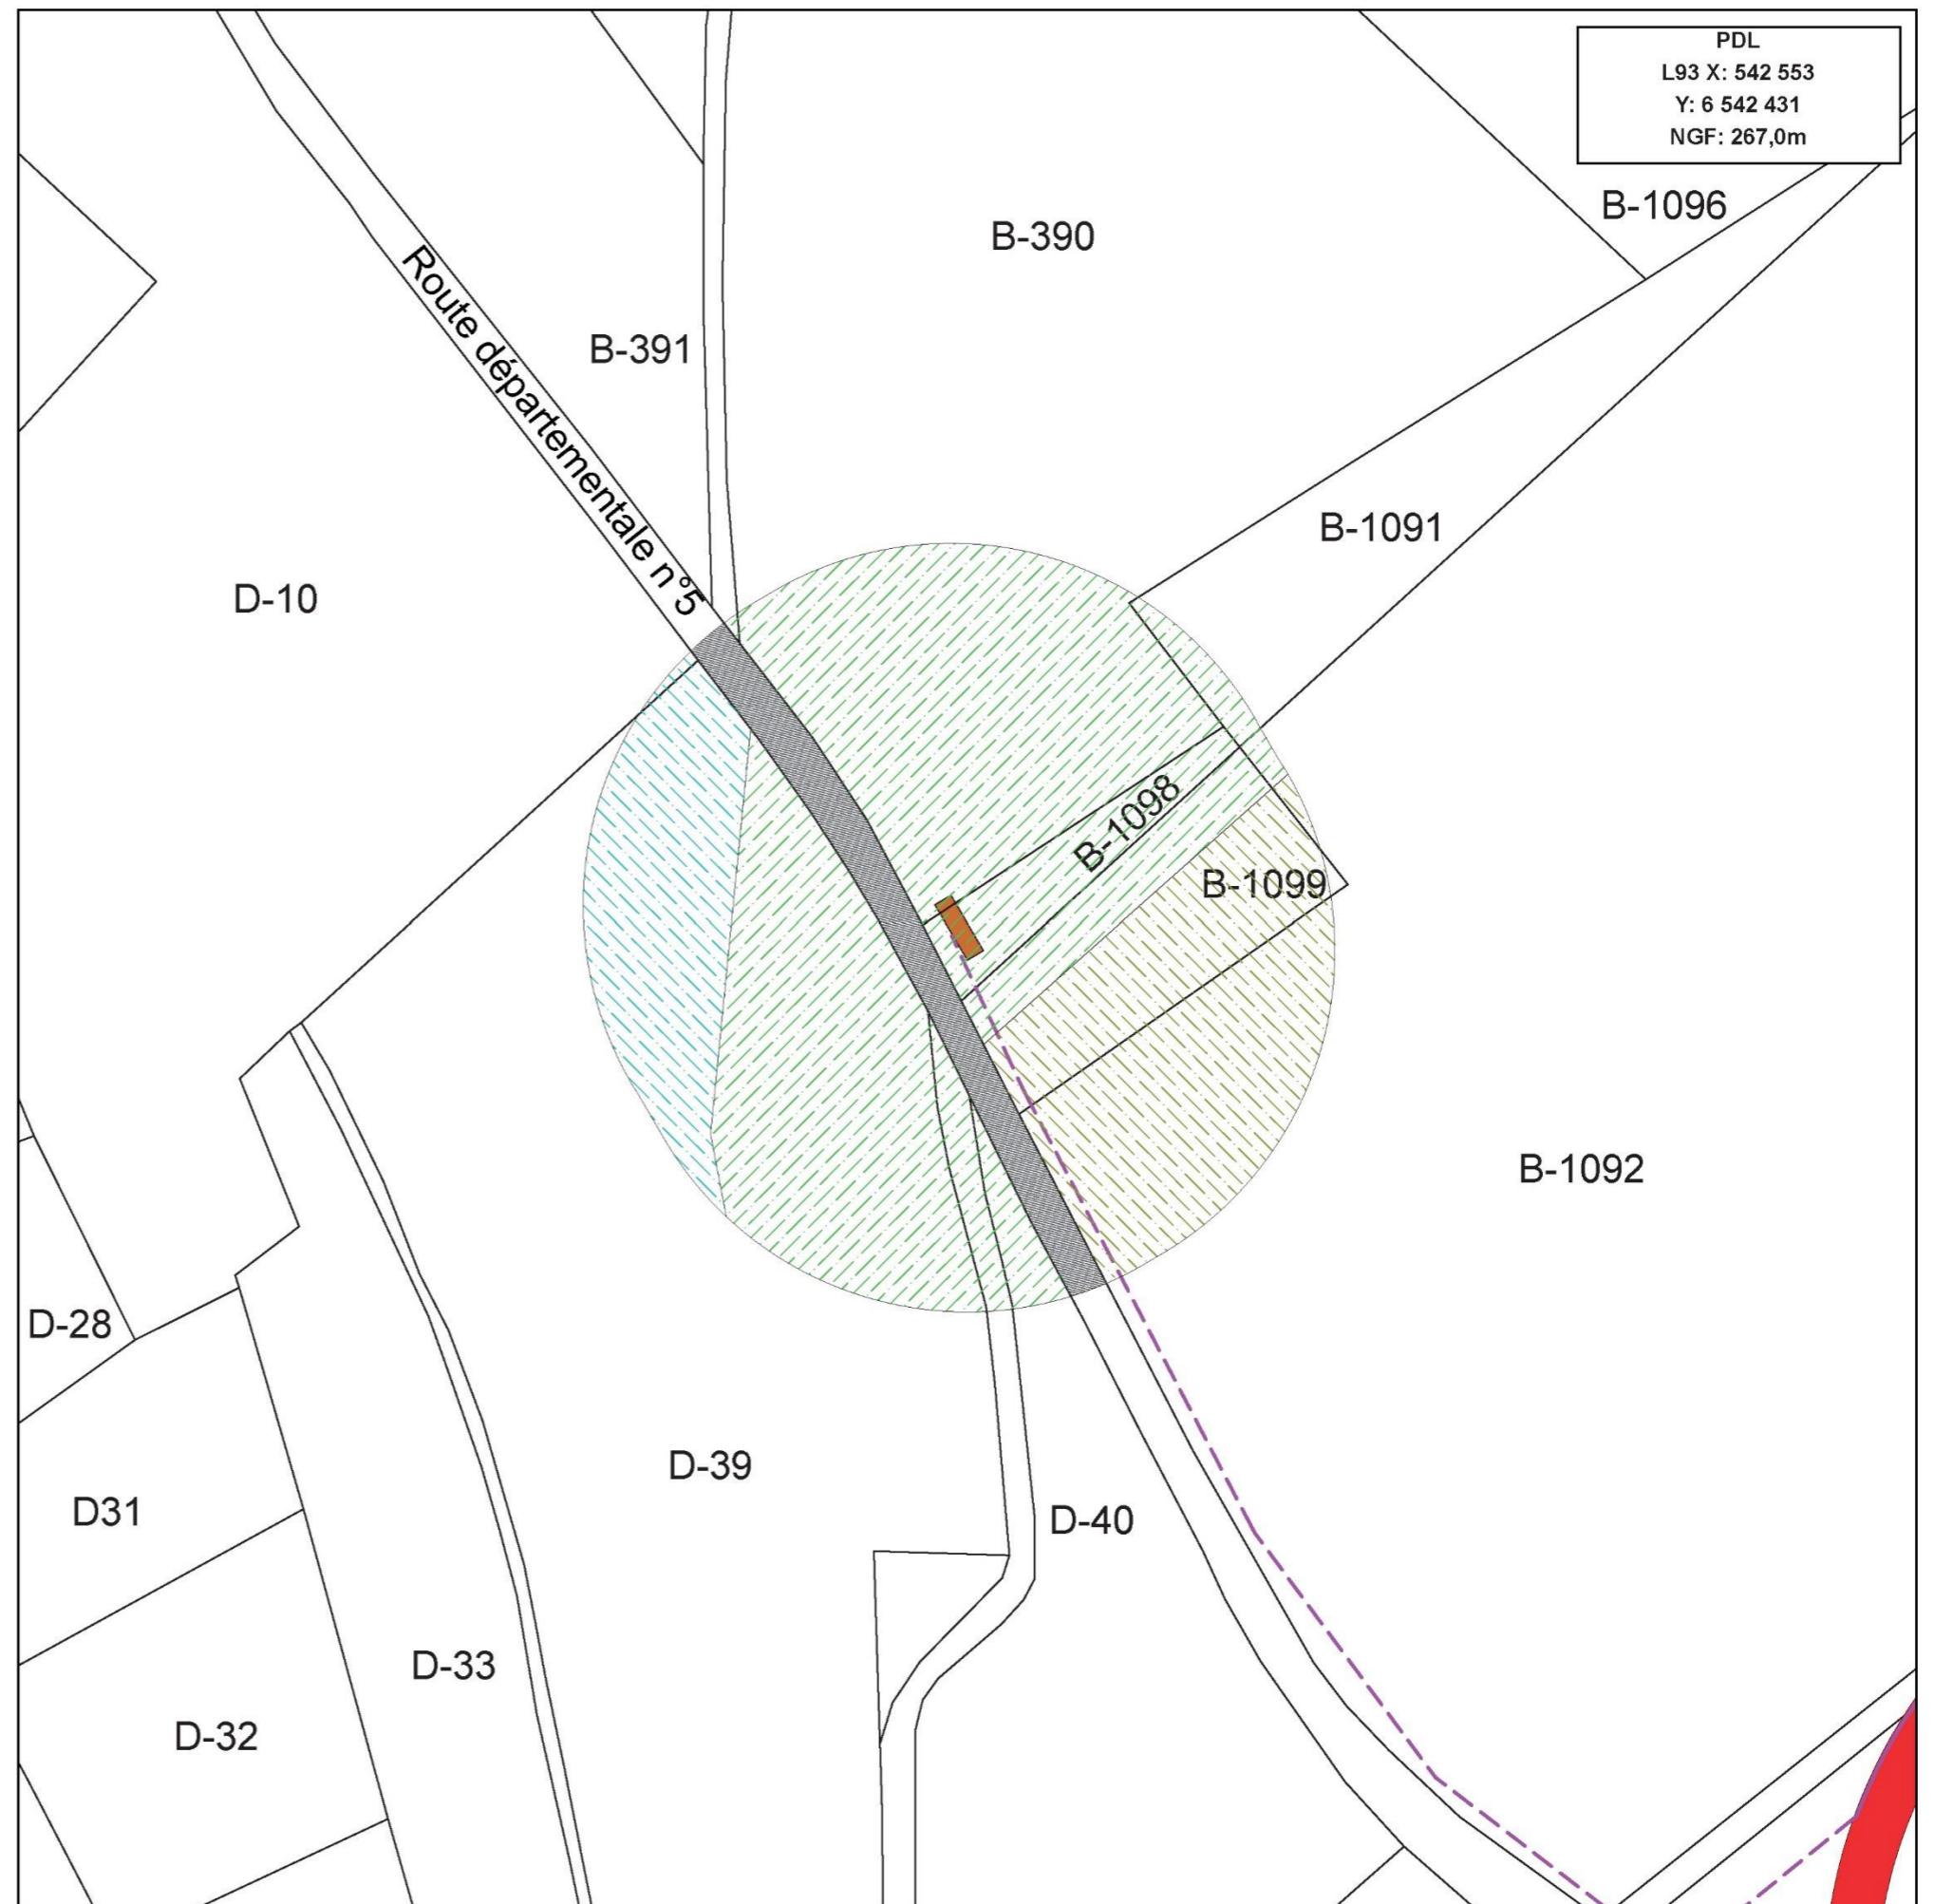 PDL
L93 X: 542 553
Y: 6 542 431
NGF: 267,0m
B-1096
B-390
Route départementale n°5
B-391
B-1091
D-10
B-1098
B-1099
B-1092
D-28
D-39
D31
D-40
D-33
D-32